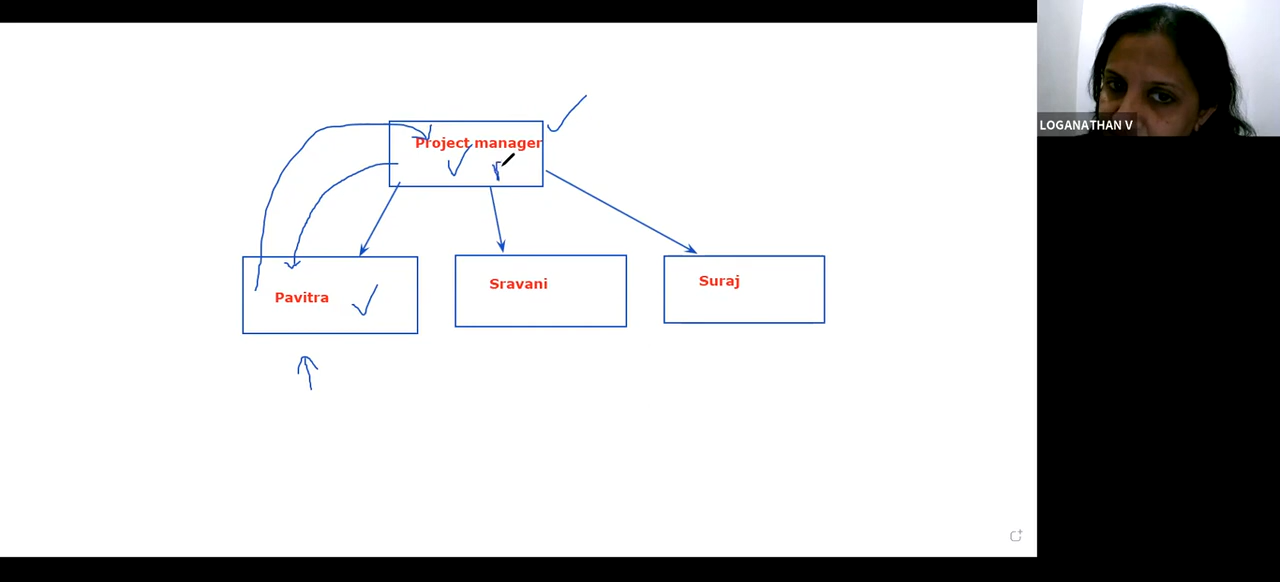 Project manager
Pavitra
Sravani
Suraj
LOGANATHAN V